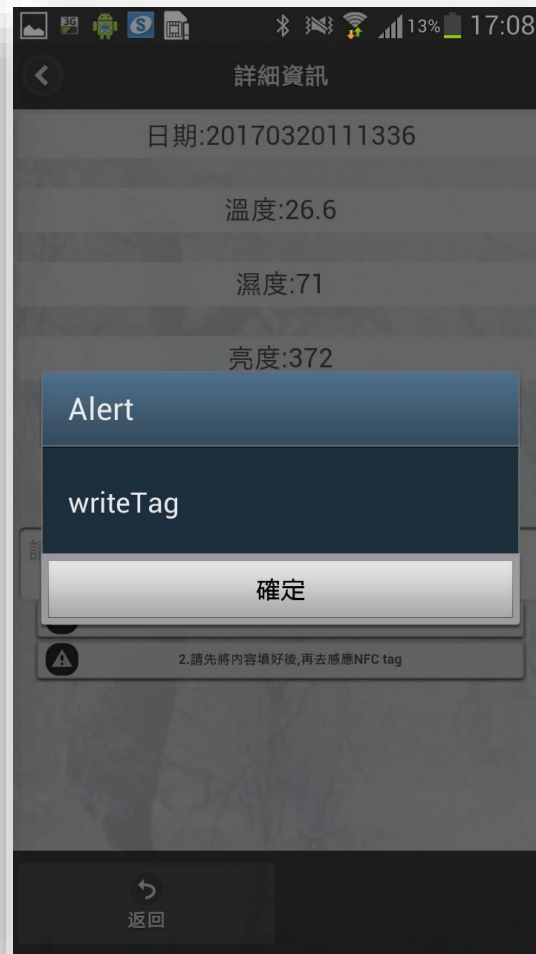 3G
S
13%
17:08
詳細資訊
日期:20170320111336
溫度:26.6
濕度:71
亮度:372
Alert
writeTag
確定
2.請先將內容填好後,再去感應NFC tag
返回